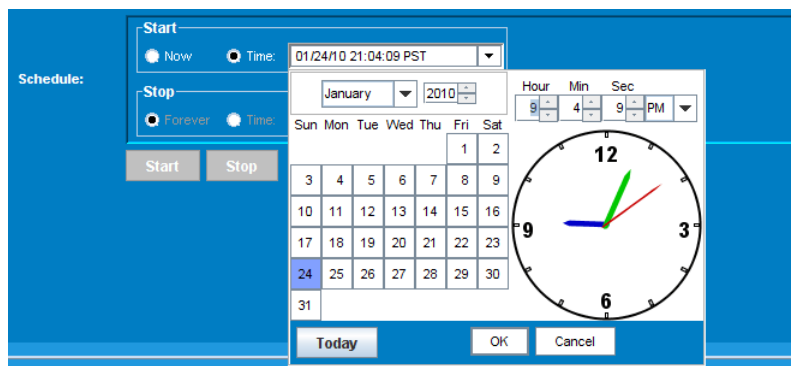 Schedule:
Start
Now Time: 01/24/10 21:04:09 PST
Stop
Forever Time:
Start Stop
January 2010
Sun Mon Tue Wed Thu Fri Sat
1 2
3 4 5 6 7 8 9
10 11 12 13 14 15 16
17 18 19 20 21 22 23
24 25 26 27 28 29 30
31
Today
Hour Min Sec
9 4 9 PM
12
9 3
6
OK Cancel